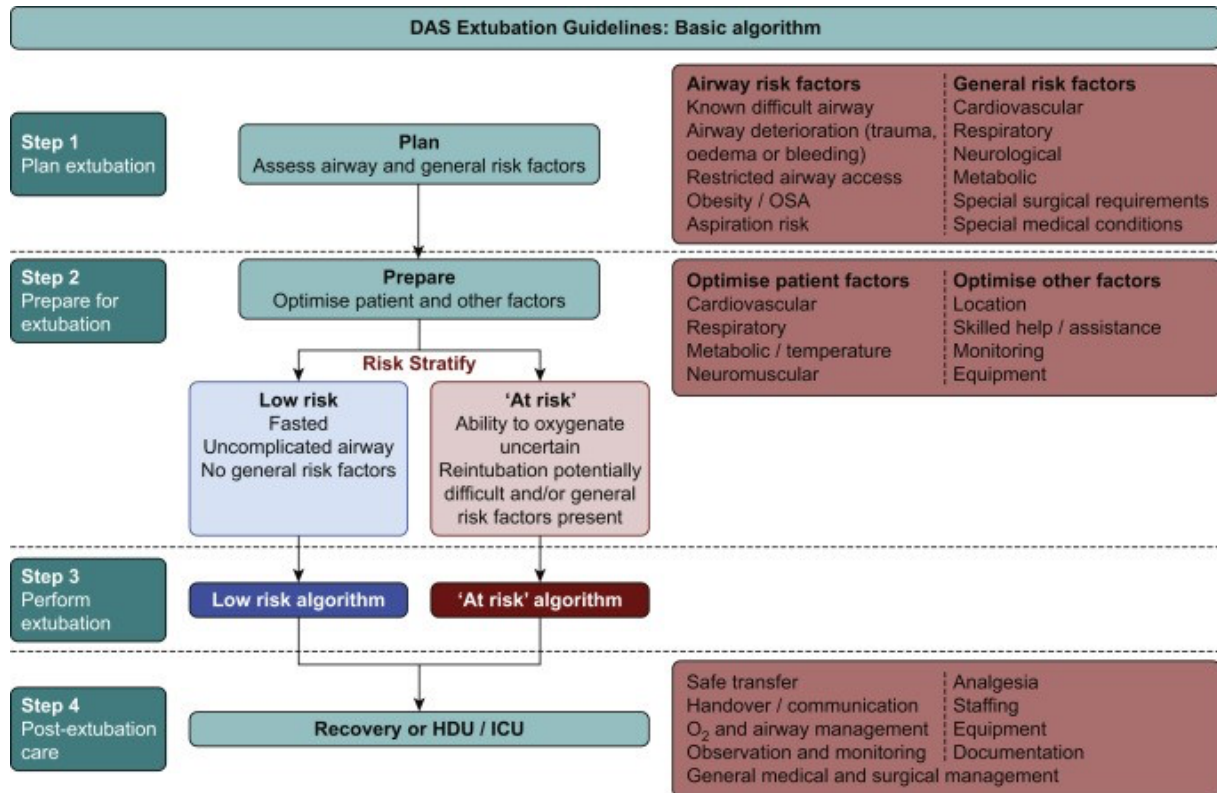 DAS Extubation Guidelines: Basic algorithm
Step 1
Plan extubation
Plan
Assess airway and general risk factors
Airway risk factors
Known difficult airway
Airway deterioration (trauma,
oedema or bleeding)
Restricted airway access
Obesity / OSA
Aspiration risk
General risk factors
Cardiovascular
Respiratory
Neurological
Metabolic
Special surgical requirements
Special medical conditions
Step 2
Prepare for
extubation
Prepare
Optimise patient and other factors
Risk Stratify
Low risk
Fasted
Uncomplicated airway
No general risk factors
‘At risk’
Ability to oxygenate
uncertain
Reintubation potentially
difficult and/or general
risk factors present
Optimise patient factors
Cardiovascular
Respiratory
Metabolic / temperature
Neuromuscular
Optimise other factors
Location
Skilled help / assistance
Monitoring
Equipment
Step 3
Perform
extubation
Low risk algorithm
‘At risk’ algorithm
Step 4
Post-extubation
care
Recovery or HDU / ICU
Safe transfer
Handover / communication
O₂ and airway management
Observation and monitoring
Analgesia
Staffing
Equipment
Documentation
General medical and surgical management